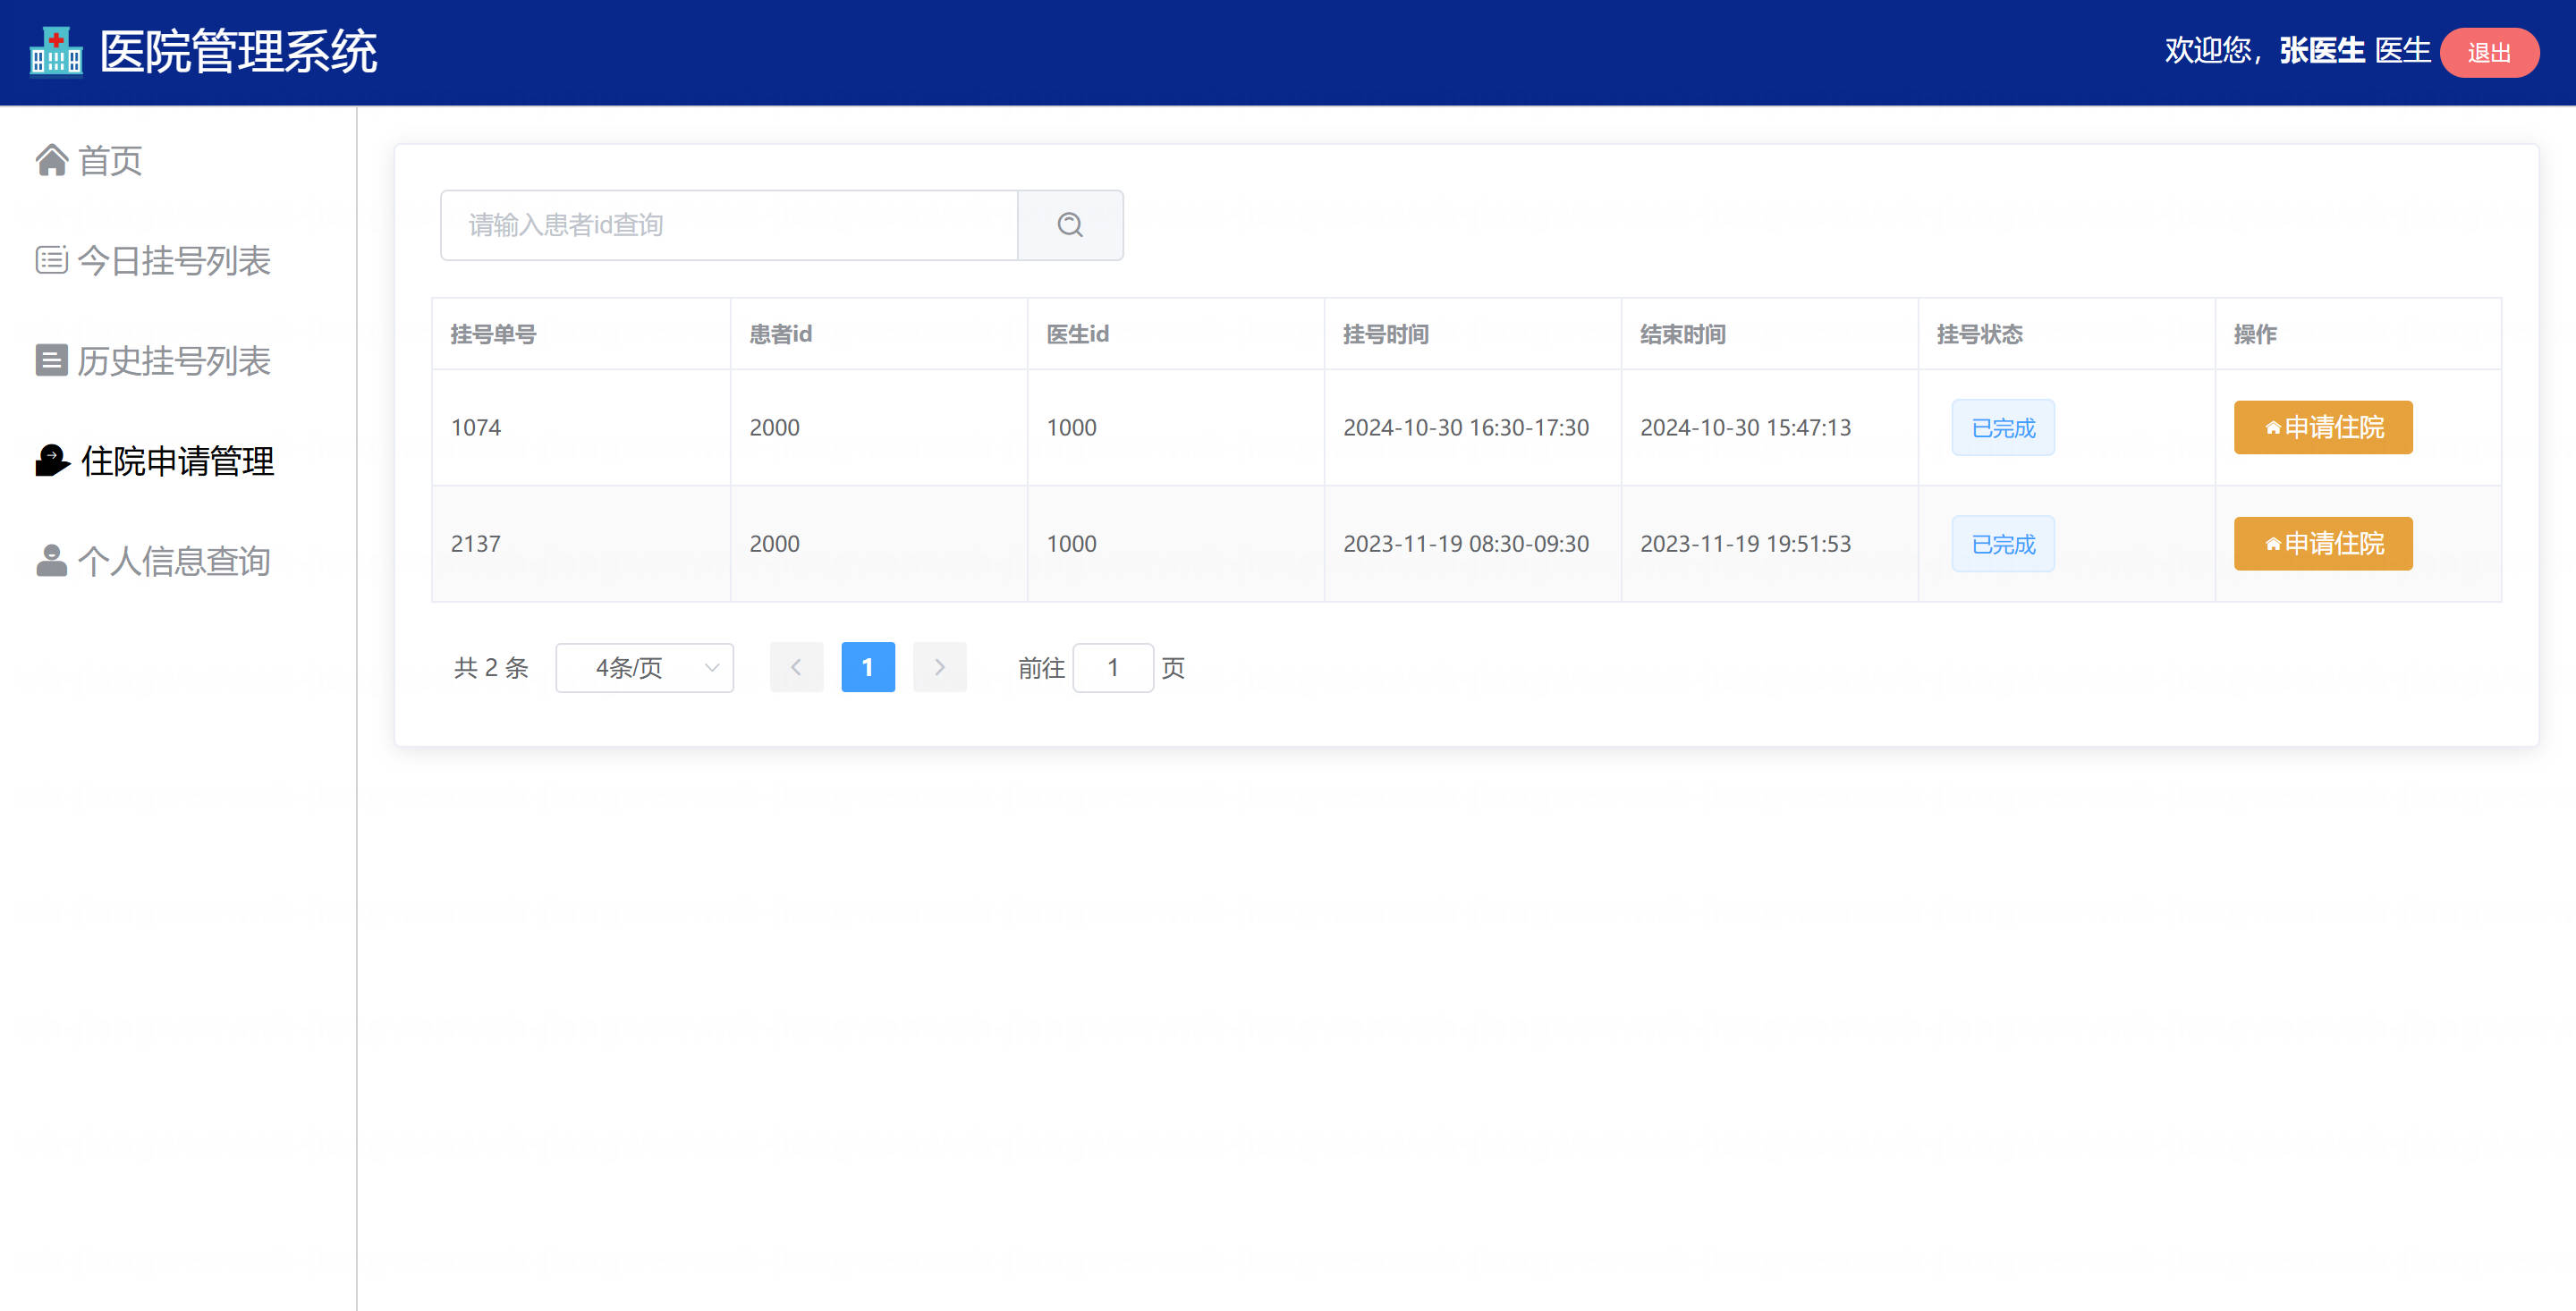 医院管理系统
欢迎您，张医生 医生 退出
首页
今日挂号列表
历史挂号列表
住院申请管理
个人信息查询
请输入患者id查询
挂号单号 患者id 医生id 挂号时间 结束时间 挂号状态 操作
1074 2000 1000 2024-10-30 16:30-17:30 2024-10-30 15:47:13 已完成 申请住院
2137 2000 1000 2023-11-19 08:30-09:30 2023-11-19 19:51:53 已完成 申请住院
共 2 条 4条/页 1 前往 1 页